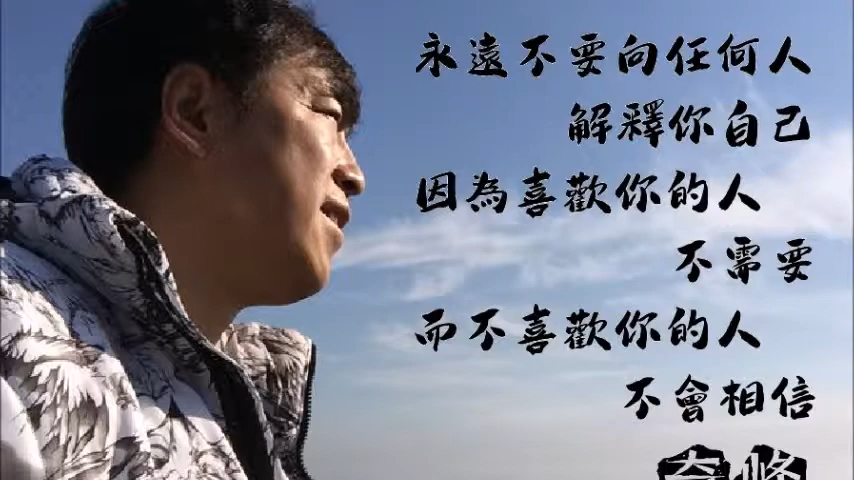 永遠不要向任何人
解釋你自己
因為喜歡你的人
不需要
而不喜歡你的人
不會相信